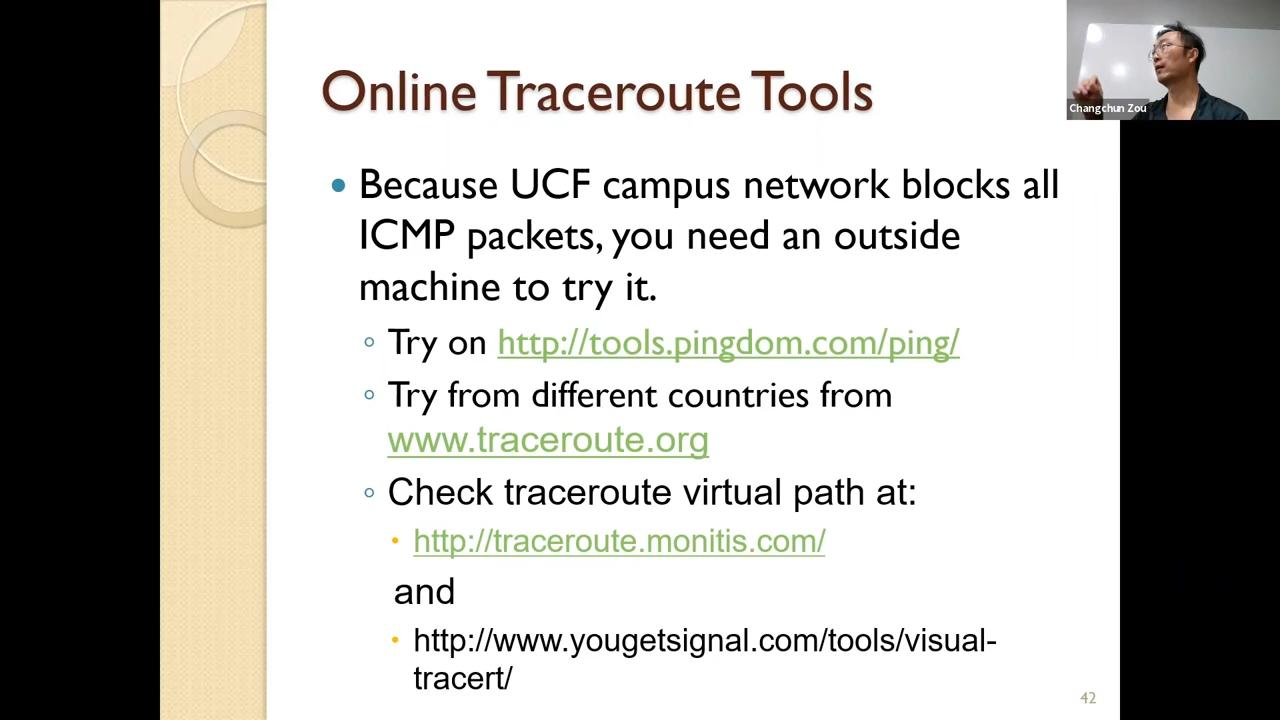 Online Traceroute Tools
Changchun Zou
Because UCF campus network blocks all
ICMP packets, you need an outside
machine to try it.
Try on http://tools.pingdom.com/ping/
Try from different countries from
www.traceroute.org
Check traceroute virtual path at:
http://traceroute.monitis.com/
and
http://www.yougetsignal.com/tools/visual-
tracert/
42